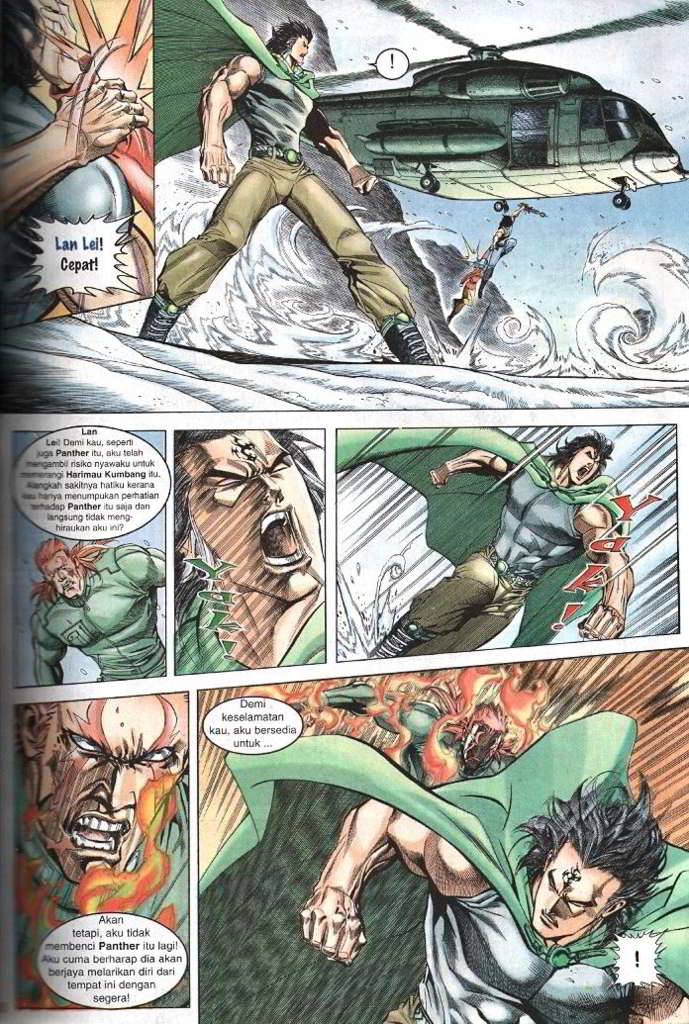 Lan Lei!
Cepat!
!
Lan
Lei! Demi kau, seperti
juga Panther itu, aku telah
mengambil risiko nyawaku untuk
memerangi Harimau Kumbang itu.
Alangkah sakitnya hatiku kerana
kau hanya menumpukan perhatian
terhadap Panther itu saja dan
langsung tidak meng-
hiraukan aku ini?
Yak!
Yak!
Demi
keselamatan
kau, aku bersedia
untuk ...
Akan
tetapi, aku tidak
membenci Panther itu lagi!
Aku cuma berharap dia akan
berjaya melarikan diri dari
tempat ini dengan
segera!
!